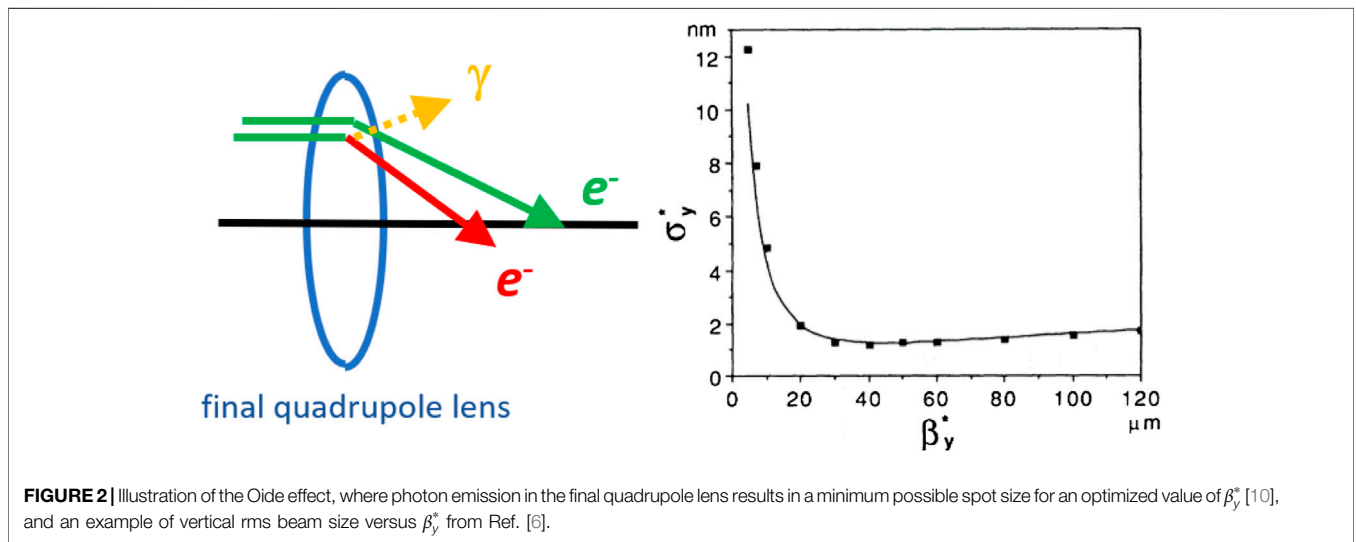 γ
e-
e-
final quadrupole lens
nm
12
10
8
6
4
2
0
σ*y
0 20 40 60 80 100 120
β*y
μm
FIGURE 2 | Illustration of the Oide effect, where photon emission in the final quadrupole lens results in a minimum possible spot size for an optimized value of β*y [10],
and an example of vertical rms beam size versus β*y from Ref. [6].